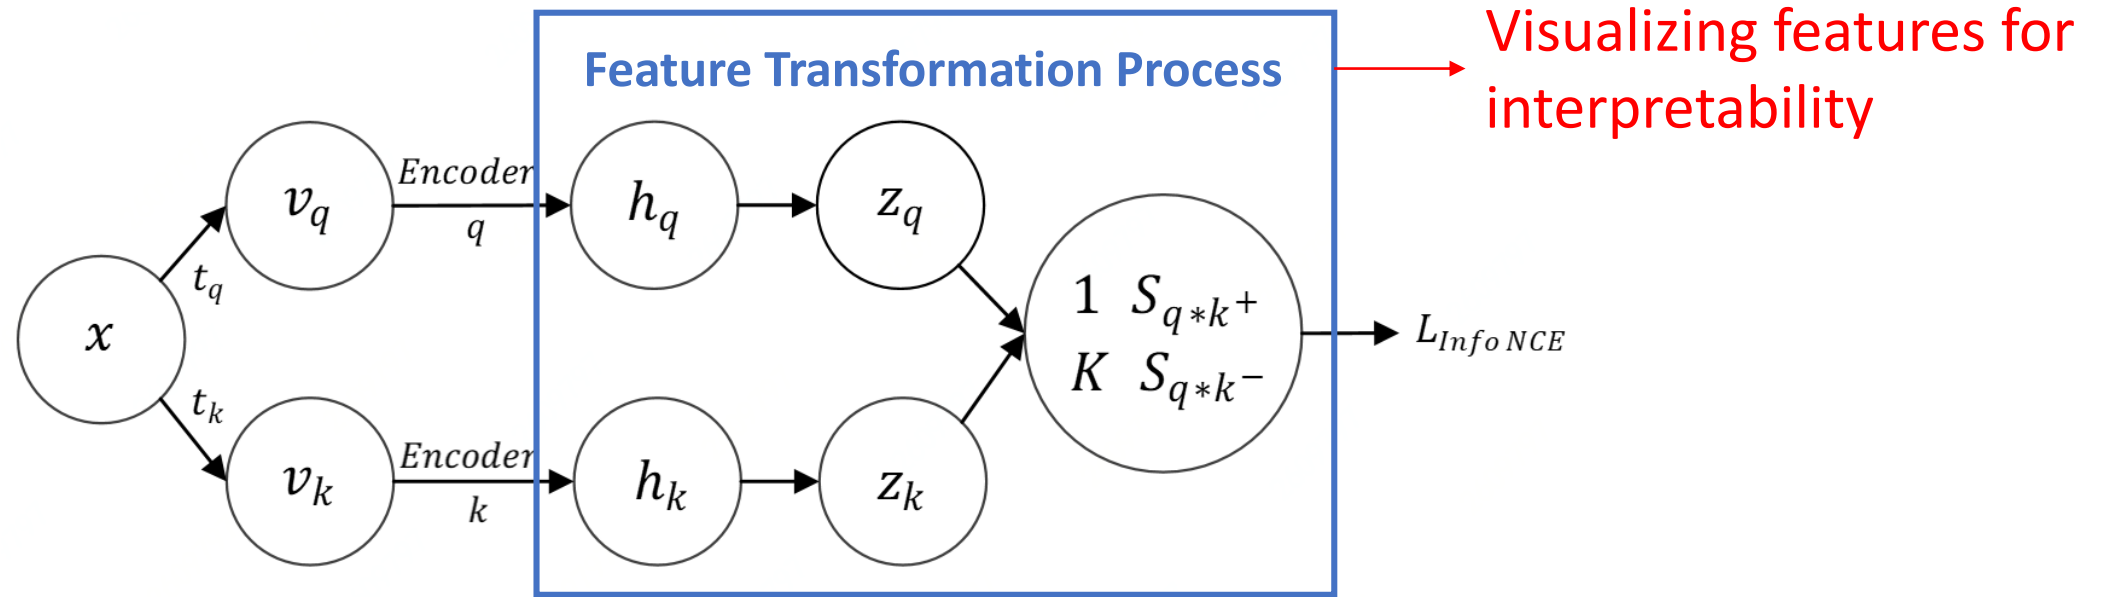 Visualizing features for
interpretability
Feature Transformation Process
x
t_q
v_q
Encoder
q
h_q
z_q
t_k
v_k
Encoder
k
h_k
z_k
1 S_{q*k^+}
K S_{q*k^-}
L_{Info NCE}